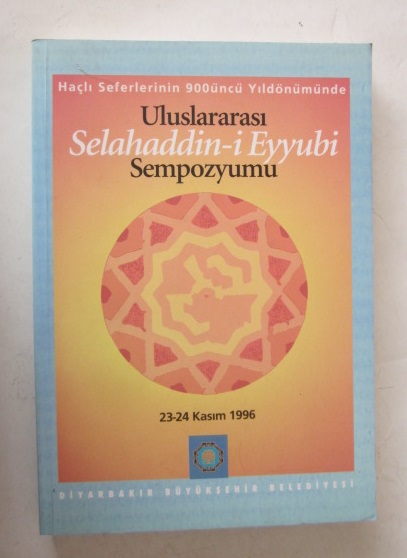 Haçlı Seferlerinin 900üncü Yıldönümünde
Uluslararası
Selahaddin-i Eyyubi
Sempozyumu
23-24 Kasım 1996
DİYARBAKIR BÜYÜKŞEHİR BELEDİYESİ